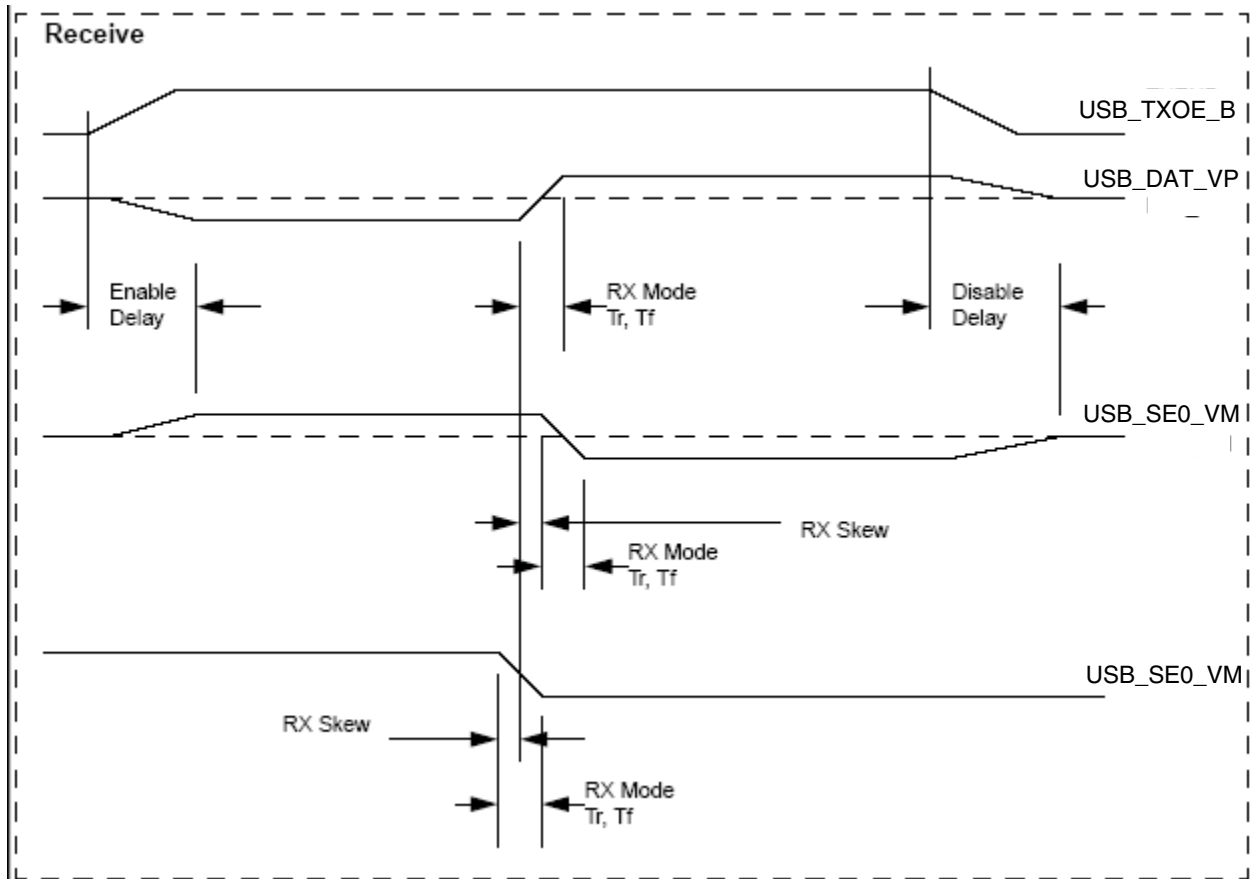 Receive
USB_TXOE_B
USB_DAT_VP
Enable
Delay
RX Mode
Tr, Tf
Disable
Delay
USB_SE0_VM
RX Skew
RX Mode
Tr, Tf
USB_SE0_VM
RX Skew
RX Mode
Tr, Tf